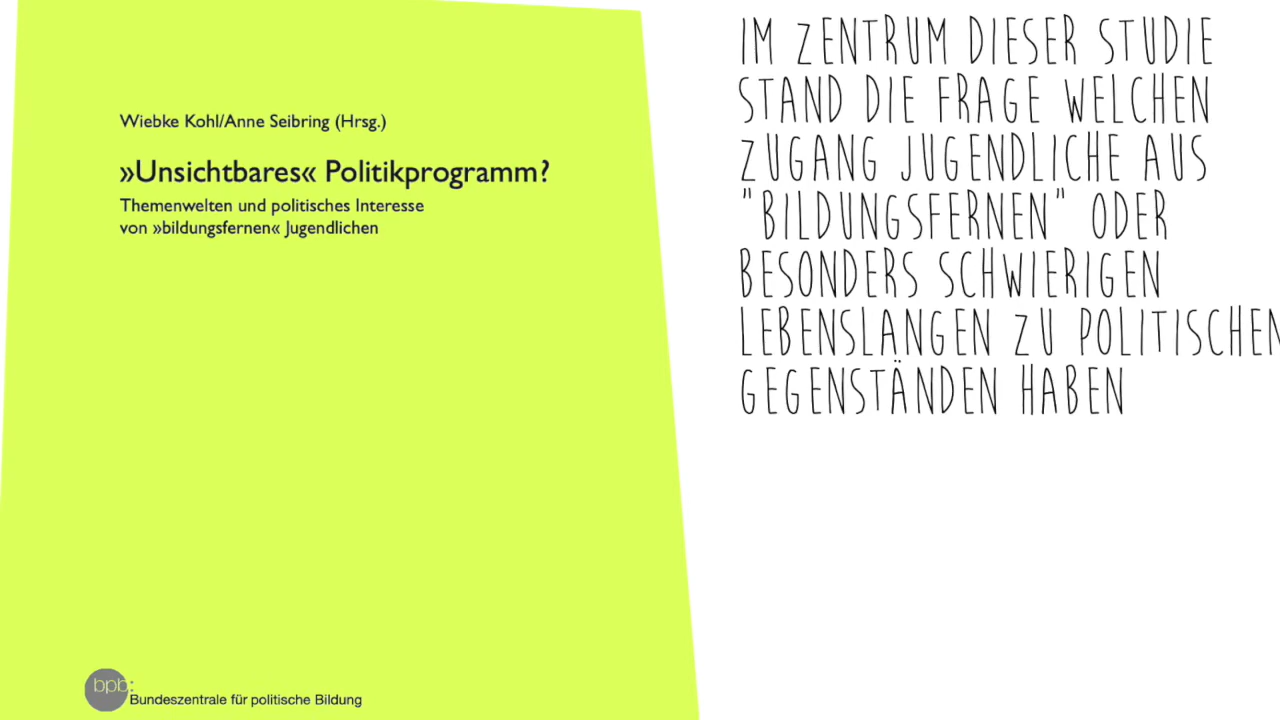 Wiebke Kohl/Anne Seibring (Hrsg.)
»Unsichtbares« Politikprogramm?
Themenwelten und politisches Interesse
von »bildungsfernen« Jugendlichen
bpb:
Bundeszentrale für politische Bildung
IM ZENTRUM DIESER STUDIE
STAND DIE FRAGE WELCHEN
ZUGANG JUGENDLICHE AUS
"BILDUNGSFERNEN" ODER
BESONDERS SCHWIERIGEN
LEBENSLANGEN ZU POLITISCHEN
GEGENSTÄNDEN HABEN